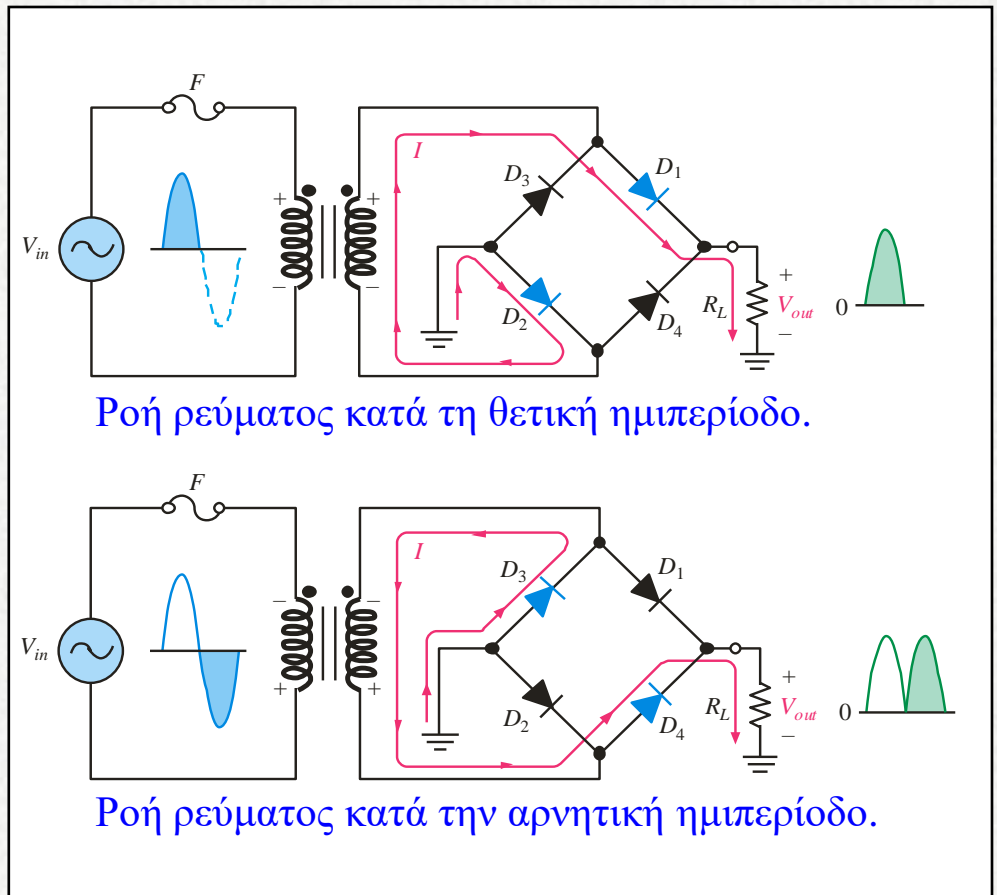 F
I
D3
D1
+
+
Vin
−
−
D2
D4
RL
+
Vout
−
0
Ροή ρεύματος κατά τη θετική ημιπερίοδο.
F
I
D3
D1
−
−
Vin
+
+
D2
D4
RL
+
Vout
−
0
Ροή ρεύματος κατά την αρνητική ημιπερίοδο.